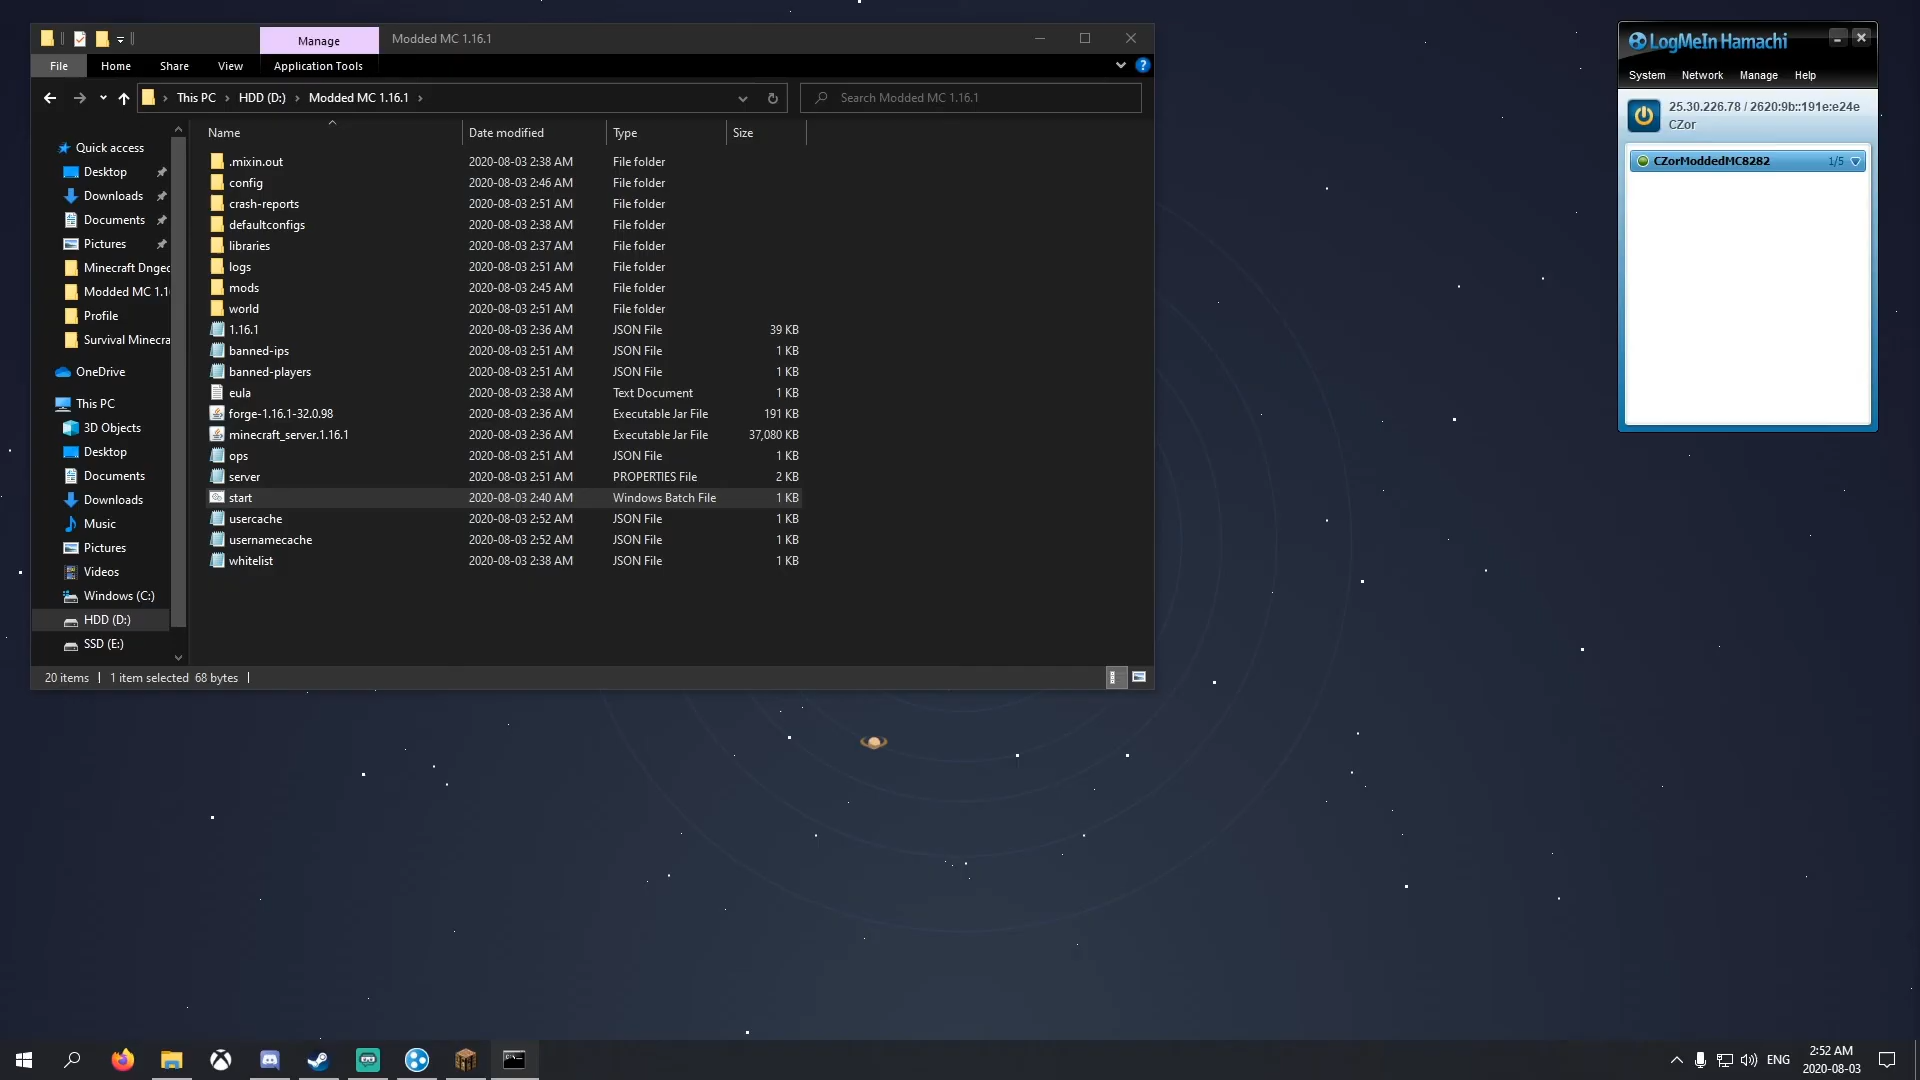 Manage
Modded MC 1.16.1
File
Home
Share
View
Application Tools
This PC
HDD (D:)
Modded MC 1.16.1
Search Modded MC 1.16.1
Name
Date modified
Type
Size
Quick access
Desktop
Downloads
Documents
Pictures
Minecraft Dngec
Modded MC 1.1
Profile
Survival Minecra
OneDrive
This PC
3D Objects
Desktop
Documents
Downloads
Music
Pictures
Videos
Windows (C:)
HDD (D:)
SSD (E:)
.mixin.out 2020-08-03 2:38 AM File folder
config 2020-08-03 2:46 AM File folder
crash-reports 2020-08-03 2:51 AM File folder
defaultconfigs 2020-08-03 2:38 AM File folder
libraries 2020-08-03 2:37 AM File folder
logs 2020-08-03 2:51 AM File folder
mods 2020-08-03 2:45 AM File folder
world 2020-08-03 2:51 AM File folder
1.16.1 2020-08-03 2:36 AM JSON File 39 KB
banned-ips 2020-08-03 2:51 AM JSON File 1 KB
banned-players 2020-08-03 2:51 AM JSON File 1 KB
eula 2020-08-03 2:38 AM Text Document 1 KB
forge-1.16.1-32.0.98 2020-08-03 2:36 AM Executable Jar File 191 KB
minecraft_server.1.16.1 2020-08-03 2:36 AM Executable Jar File 37,080 KB
ops 2020-08-03 2:51 AM JSON File 1 KB
server 2020-08-03 2:51 AM PROPERTIES File 2 KB
start 2020-08-03 2:40 AM Windows Batch File 1 KB
usercache 2020-08-03 2:52 AM JSON File 1 KB
usernamecache 2020-08-03 2:52 AM JSON File 1 KB
whitelist 2020-08-03 2:38 AM JSON File 1 KB
20 items
1 item selected 68 bytes
LogMeIn Hamachi
System Network Manage Help
25.30.226.78 / 2620:9b::191e:e24e
CZor
CZorModdedMC8282 1/5
ENG
2:52 AM
2020-08-03